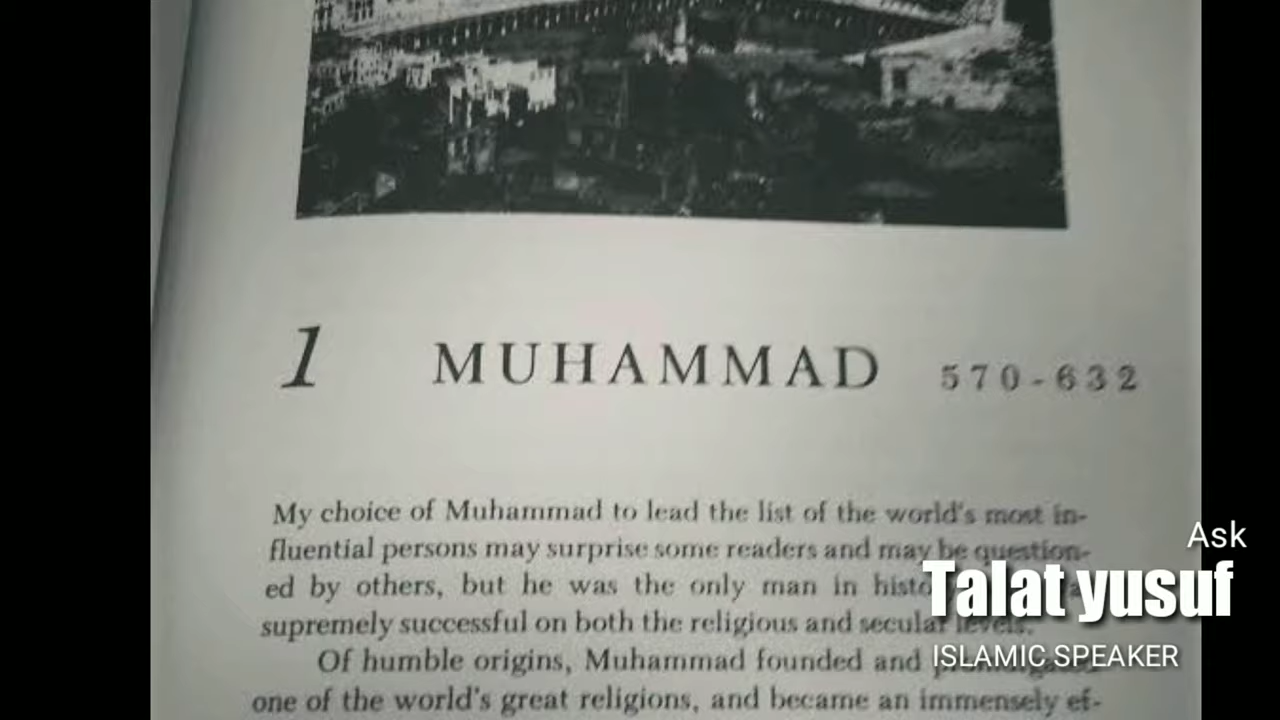 1 MUHAMMAD 570-632
My choice of Muhammad to lead the list of the world's most in-
fluential persons may surprise some readers and may be question-
ed by others, but he was the only man in
supremely successful on both the religious and secular levels.
Of humble origins, Muhammad founded and
one of the world's great religions, and became an immensely ef-
Ask
Talat yusuf
ISLAMIC SPEAKER